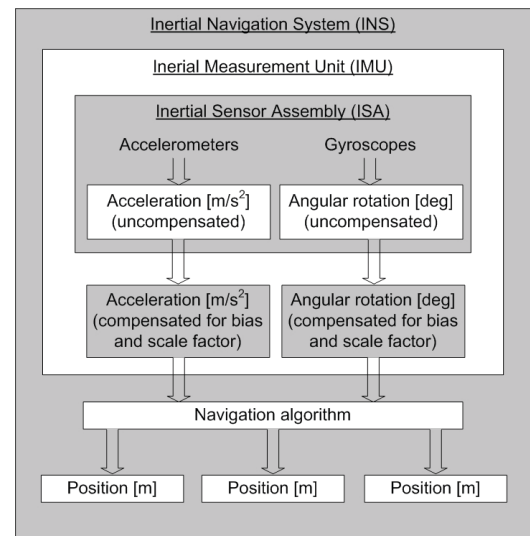 Inertial Navigation System (INS)
Inerial Measurement Unit (IMU)
Inertial Sensor Assembly (ISA)
Accelerometers
Gyroscopes
Acceleration [m/s²]
(uncompensated)
Angular rotation [deg]
(uncompensated)
Acceleration [m/s²]
(compensated for bias
and scale factor)
Angular rotation [deg]
(compensated for bias
and scale factor)
Navigation algorithm
Position [m]
Position [m]
Position [m]